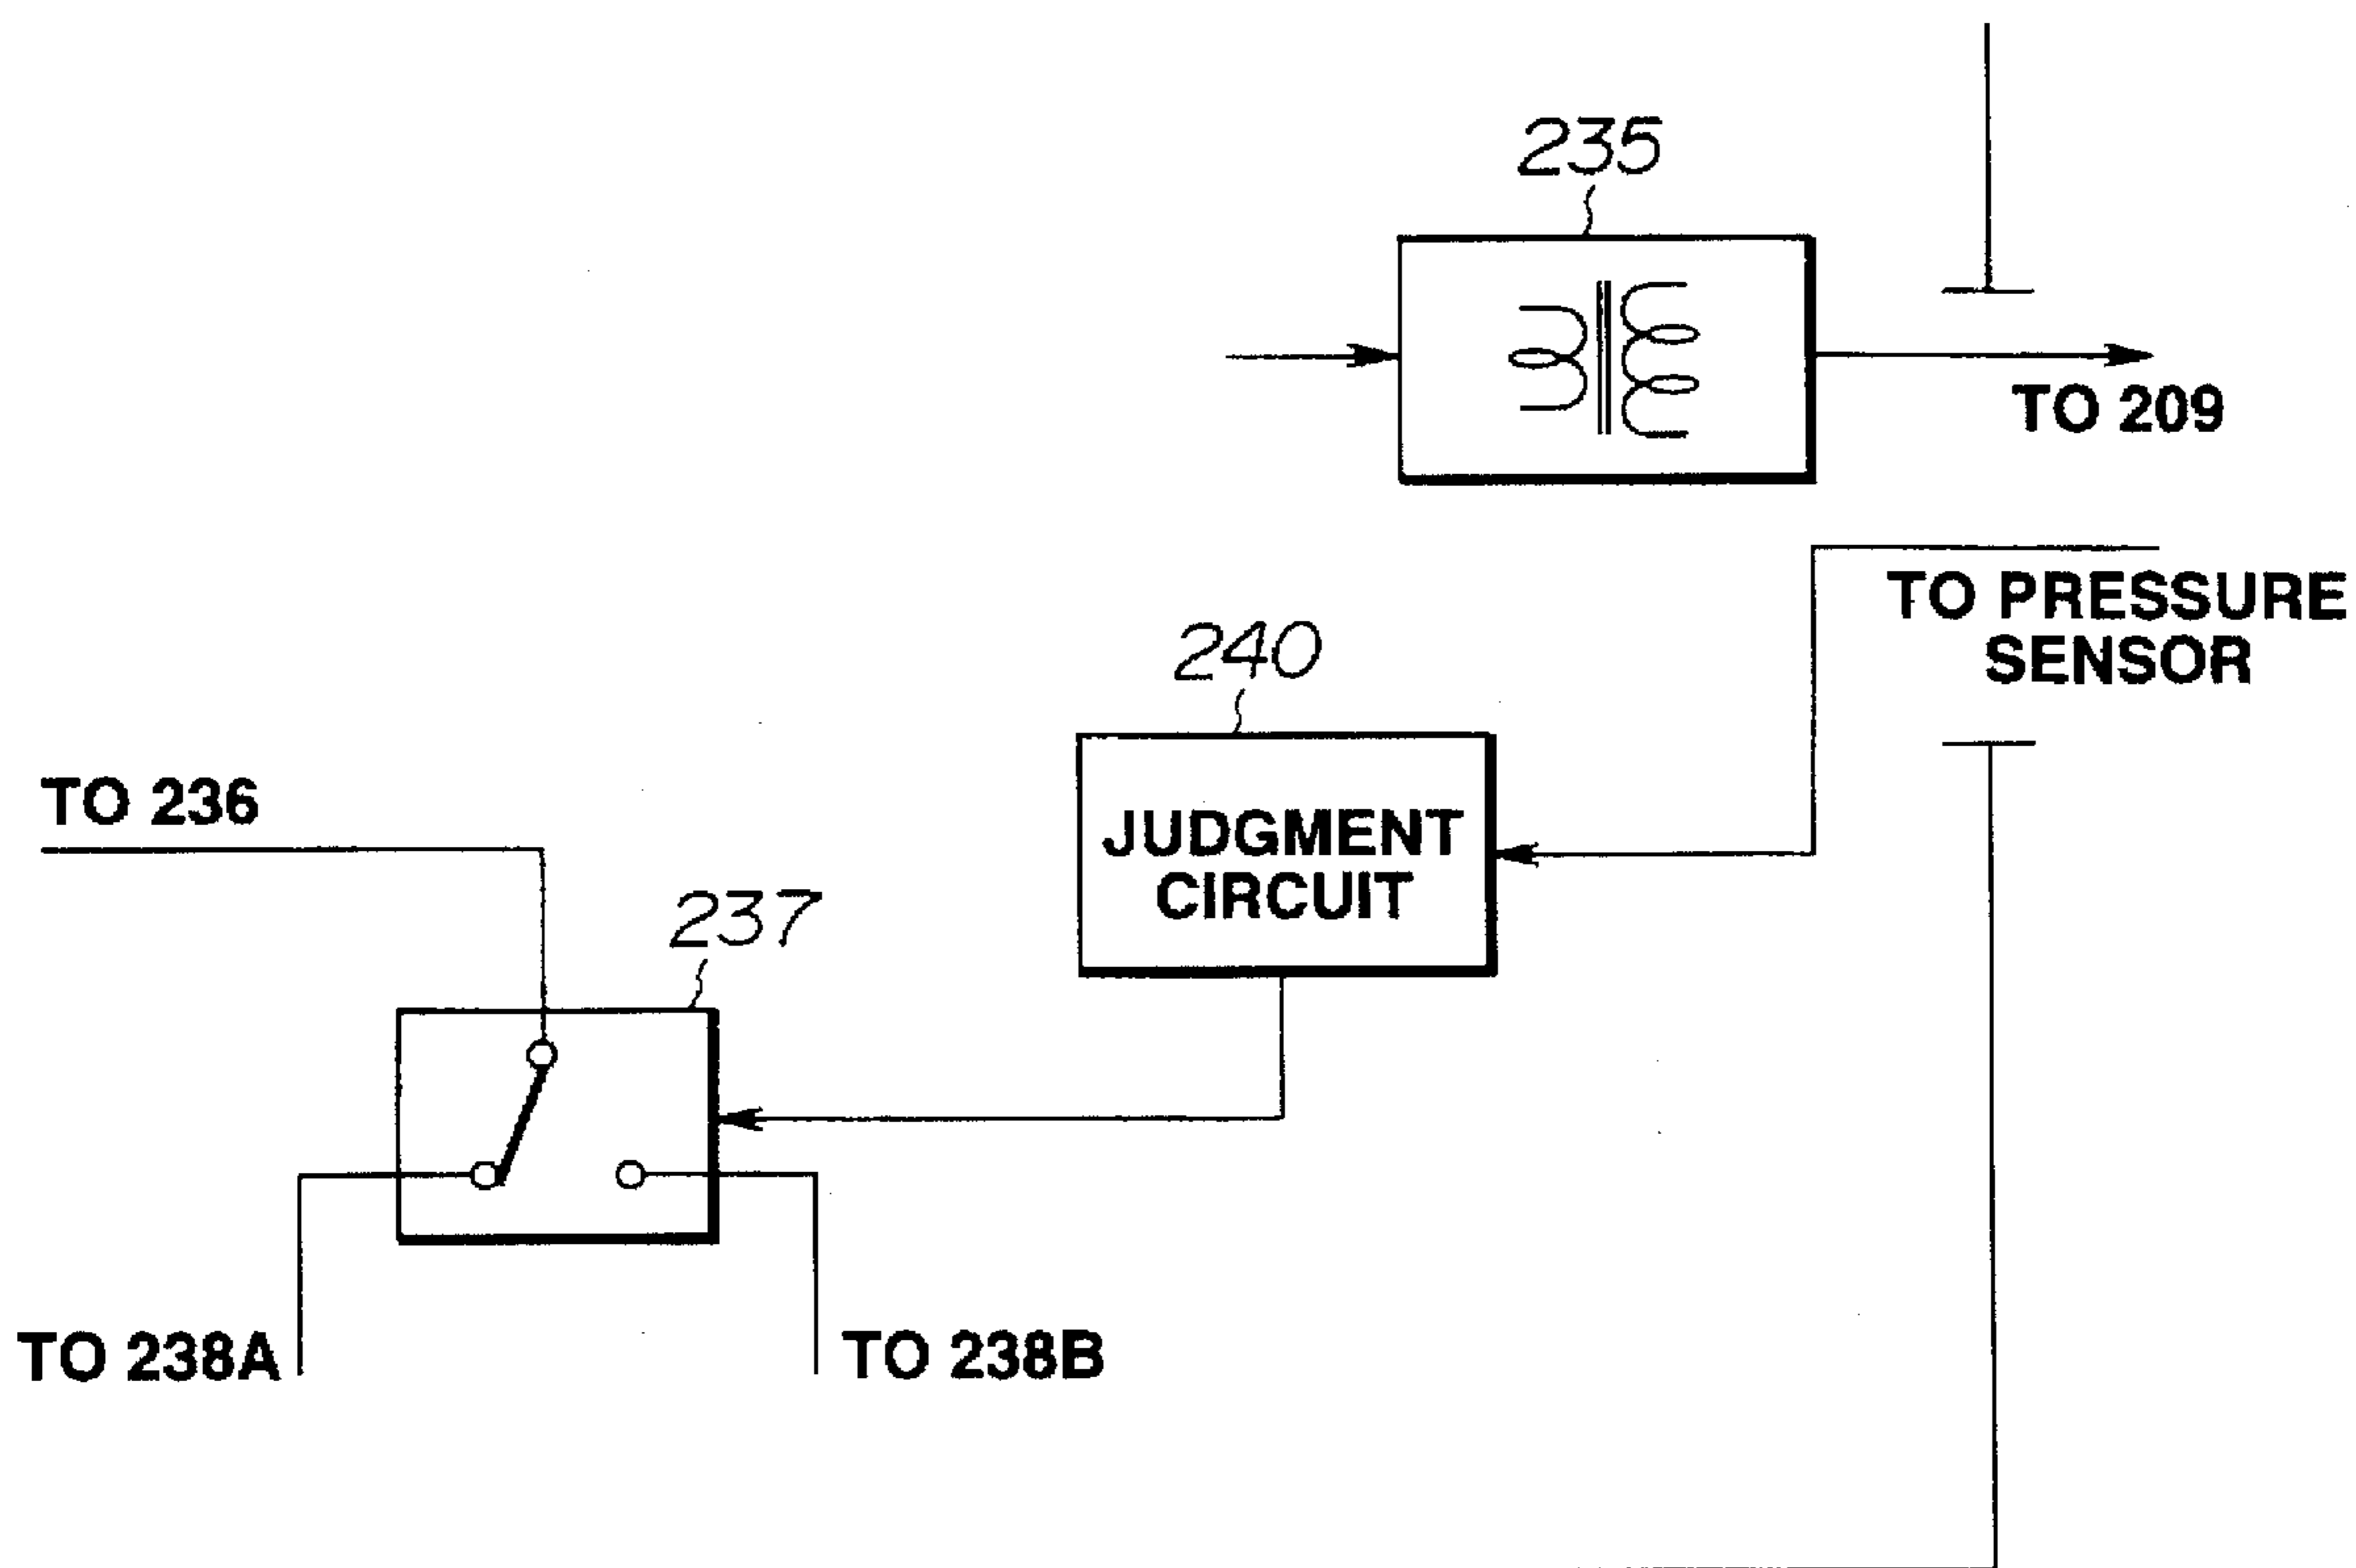 235
TO 209
TO PRESSURE
SENSOR
240
JUDGMENT
CIRCUIT
TO 236
237
TO 238A
TO 238B